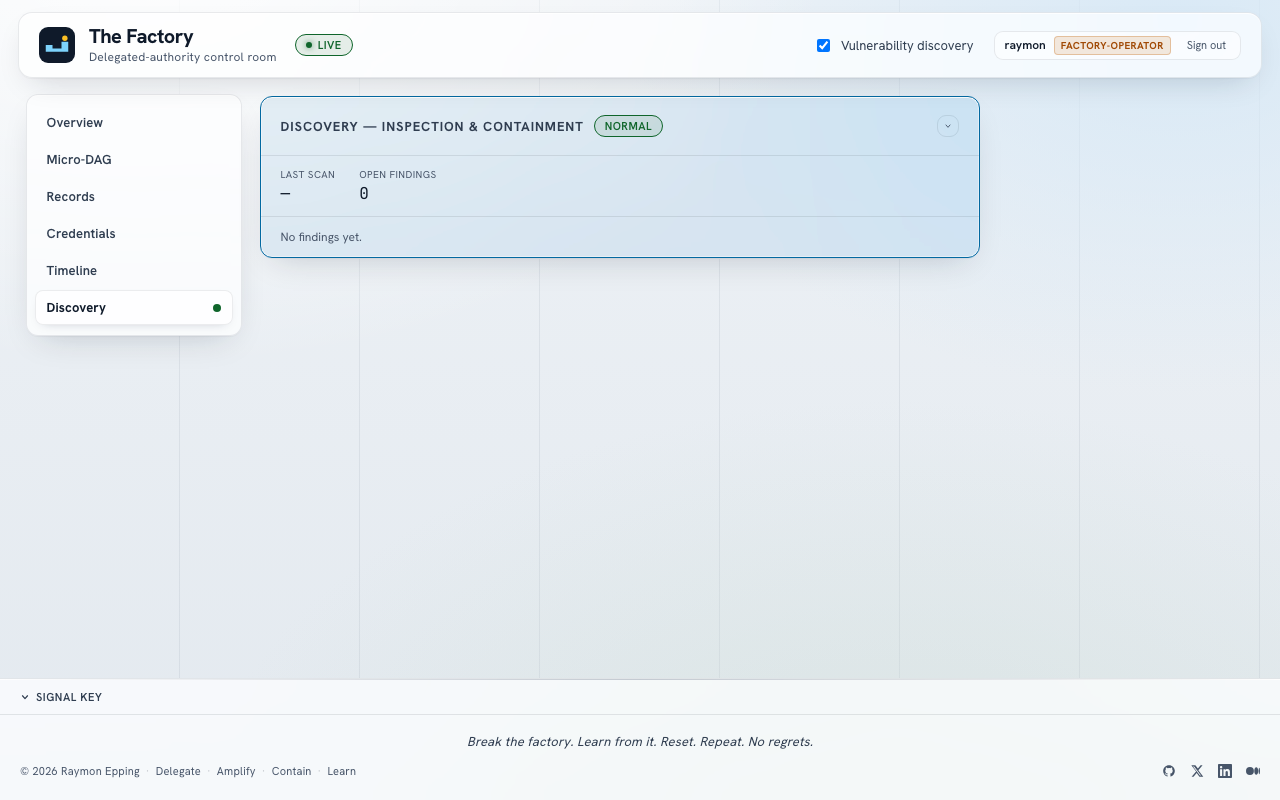 The Factory
Delegated-authority control room
LIVE
Vulnerability discovery
raymon
FACTORY-OPERATOR
Sign out
Overview
Micro-DAG
Records
Credentials
Timeline
Discovery
DISCOVERY — INSPECTION & CONTAINMENT
NORMAL
LAST SCAN
OPEN FINDINGS
—
0
No findings yet.
SIGNAL KEY
Break the factory. Learn from it. Reset. Repeat. No regrets.
© 2026 Raymon Epping · Delegate · Amplify · Contain · Learn